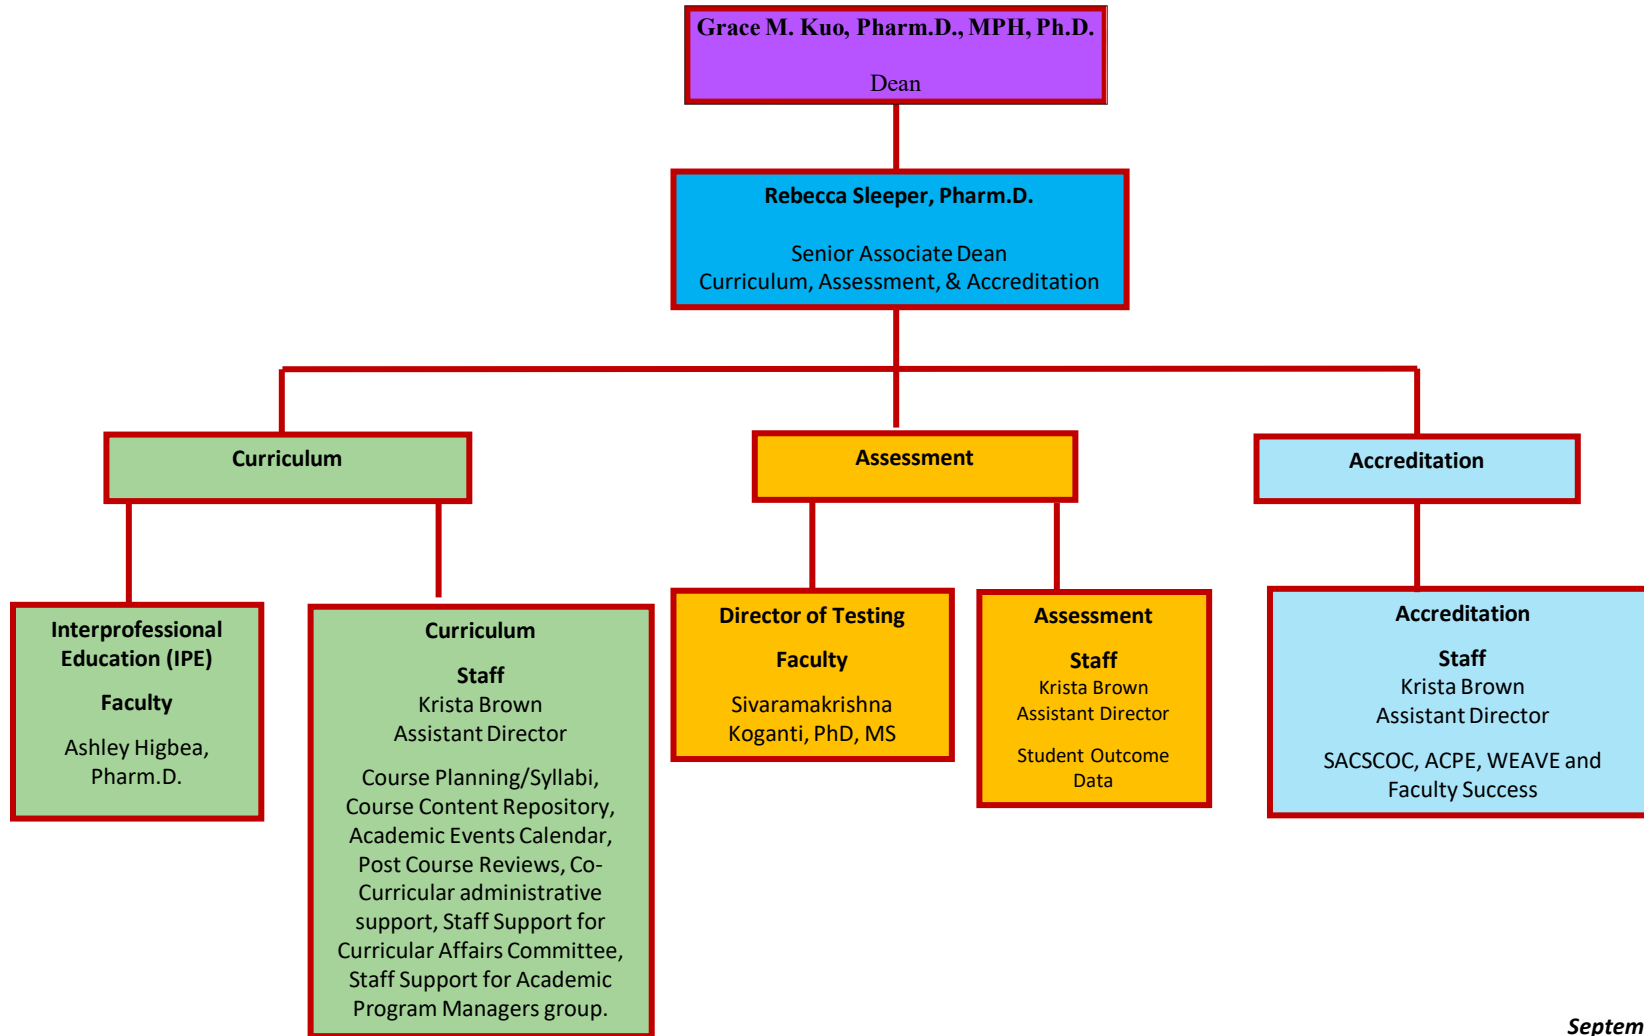 Grace M. Kuo, Pharm.D., MPH, Ph.D.
Dean
Rebecca Sleeper, Pharm.D.
Senior Associate Dean
Curriculum, Assessment, & Accreditation
Curriculum
Assessment
Accreditation
Interprofessional
Education (IPE)
Faculty
Ashley Higbea,
Pharm.D.
Curriculum
Staff
Krista Brown
Assistant Director
Course Planning/Syllabi,
Course Content Repository,
Academic Events Calendar,
Post Course Reviews, Co-
Curricular administrative
support, Staff Support for
Curricular Affairs Committee,
Staff Support for Academic
Program Managers group.
Director of Testing
Faculty
Sivaramakrishna
Koganti, PhD, MS
Assessment
Staff
Krista Brown
Assistant Director
Student Outcome
Data
Accreditation
Staff
Krista Brown
Assistant Director
SACSCOC, ACPE, WEAVE and
Faculty Success
Septem